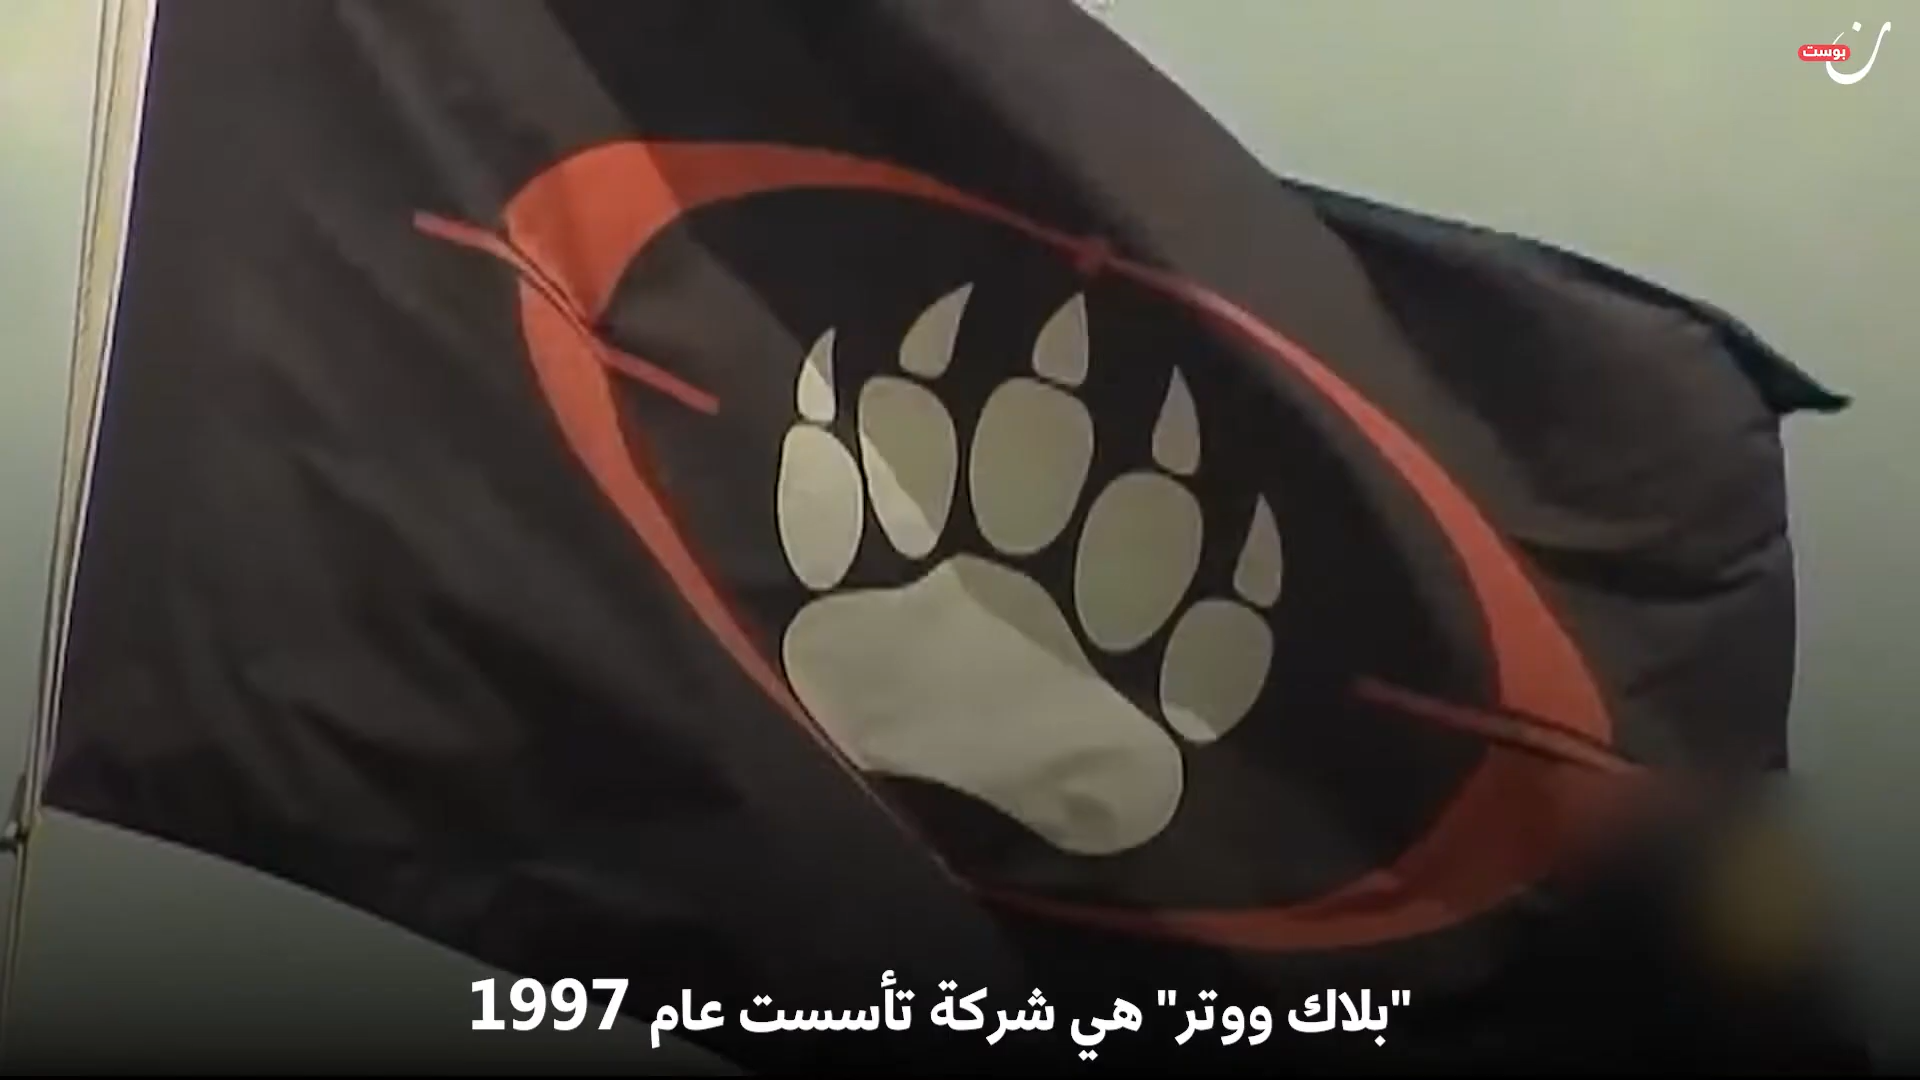 ن
بوست
"بلاك ووتر" هي شركة تأسست عام 1997